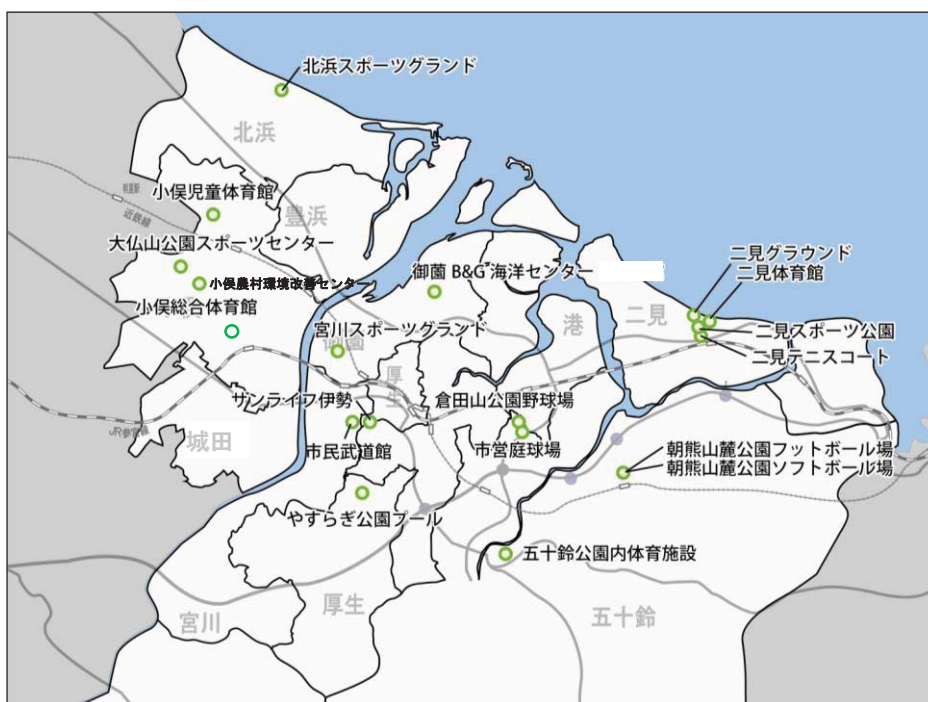 北浜スポーツグランド
北浜
小俣児童体育館
豊浜
近鉄線
大仏山公園スポーツセンター
小俣農村環境改善センター
小俣総合体育館
御薗 B&G 海洋センター
二見グラウンド
二見体育館
港
二見
二見スポーツ公園
二見テニスコート
宮川スポーツグランド
厚生
サンライフ伊勢
倉田山公園野球場
JR参宮線
城田
市民武道館
市営庭球場
朝熊山麓公園フットボール場
朝熊山麓公園ソフトボール場
やすらぎ公園プール
五十鈴公園内体育施設
厚生
宮川
五十鈴